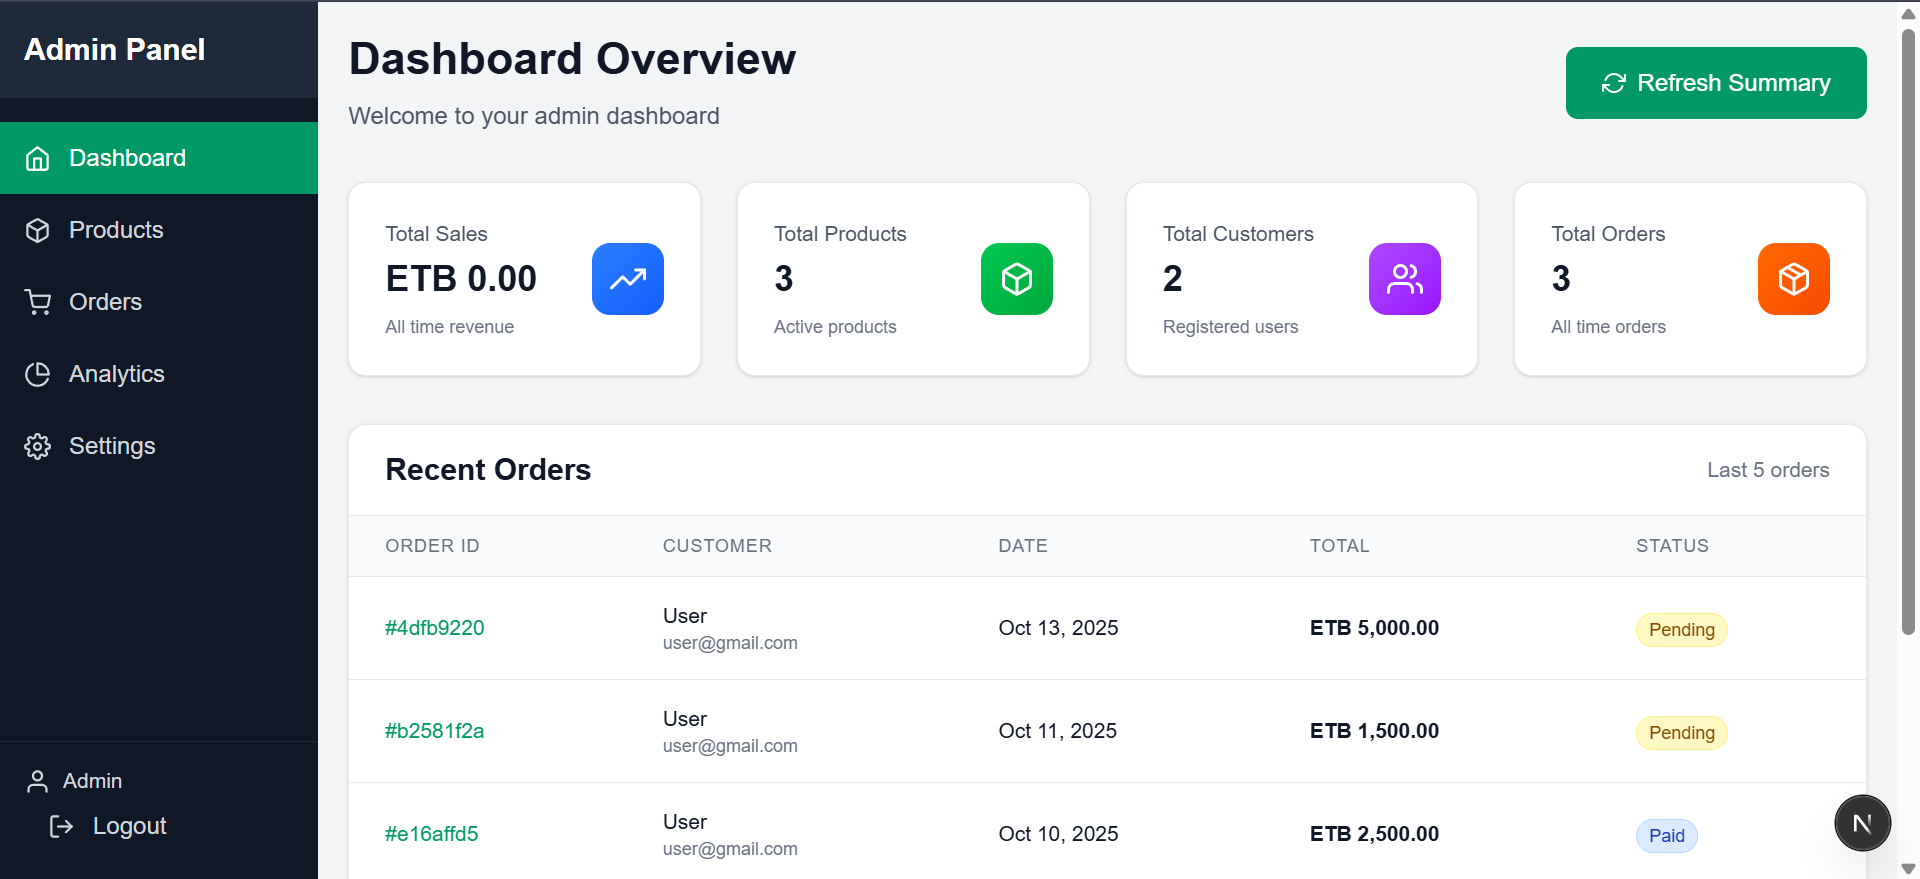 Admin Panel
Dashboard
Products
Orders
Analytics
Settings
Admin
Logout
Dashboard Overview
Welcome to your admin dashboard
Refresh Summary
Total Sales
ETB 0.00
All time revenue
Total Products
3
Active products
Total Customers
2
Registered users
Total Orders
3
All time orders
Recent Orders
Last 5 orders
ORDER ID CUSTOMER DATE TOTAL STATUS
#4dfb9220 User user@gmail.com Oct 13, 2025 ETB 5,000.00 Pending
#b2581f2a User user@gmail.com Oct 11, 2025 ETB 1,500.00 Pending
#e16affd5 User user@gmail.com Oct 10, 2025 ETB 2,500.00 Paid
N